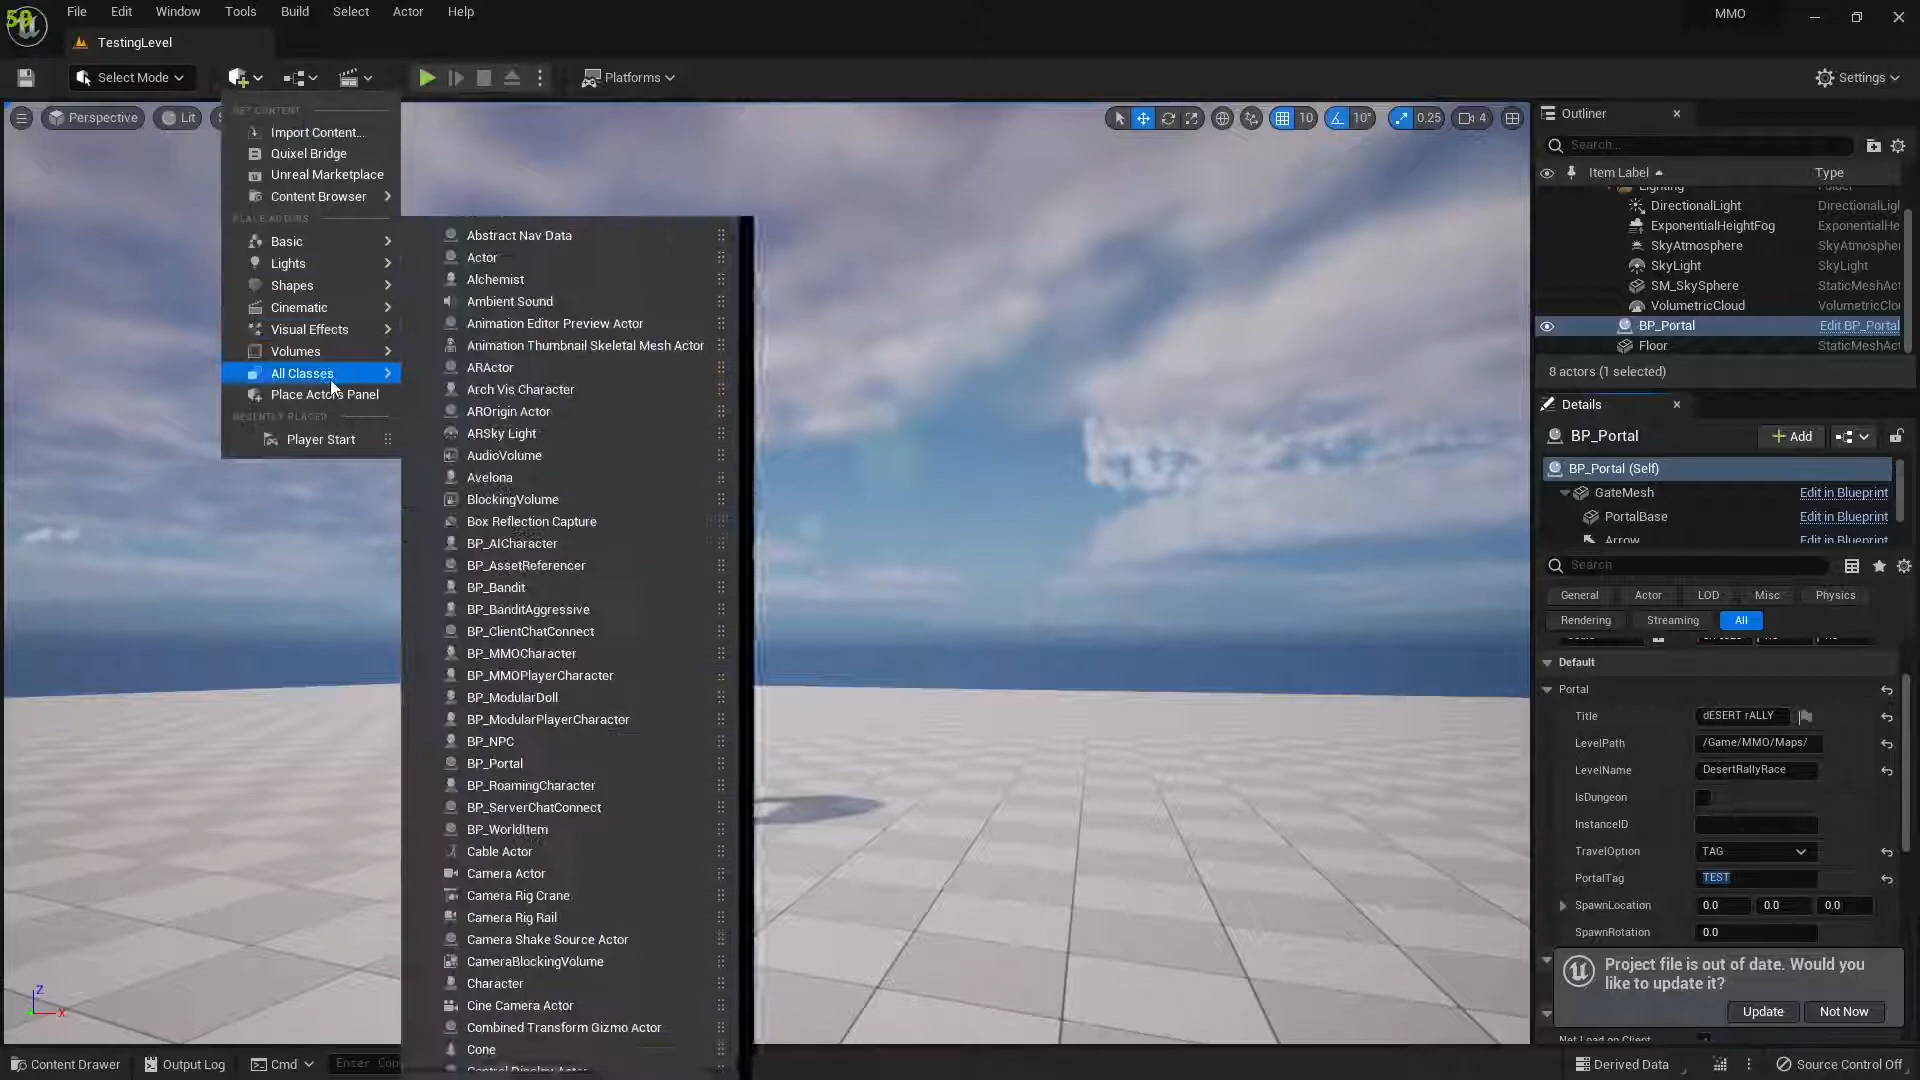 50
File Edit Window Tools Build Select Actor Help
MMO
TestingLevel
Select Mode
Platforms
Settings
Perspective
Lit
10
10°
0.25
4
GET CONTENT
Import Content...
Quixel Bridge
Unreal Marketplace
Content Browser
PLACE ACTORS
Basic
Lights
Shapes
Cinematic
Visual Effects
Volumes
All Classes
Place Actors Panel
RECENTLY PLACED
Player Start
Abstract Nav Data
Actor
Alchemist
Ambient Sound
Animation Editor Preview Actor
Animation Thumbnail Skeletal Mesh Actor
ARActor
Arch Vis Character
AROrigin Actor
ARSky Light
AudioVolume
Avelona
BlockingVolume
Box Reflection Capture
BP_AICharacter
BP_AssetReferencer
BP_Bandit
BP_BanditAggressive
BP_ClientChatConnect
BP_MMOCharacter
BP_MMOPlayerCharacter
BP_ModularDoll
BP_ModularPlayerCharacter
BP_NPC
BP_Portal
BP_RoamingCharacter
BP_ServerChatConnect
BP_WorldItem
Cable Actor
Camera Actor
Camera Rig Crane
Camera Rig Rail
Camera Shake Source Actor
CameraBlockingVolume
Character
Cine Camera Actor
Combined Transform Gizmo Actor
Cone
Z
X
Outliner
Search...
Item Label Type
Lighting Folder
DirectionalLight DirectionalLigl
ExponentialHeightFog ExponentialHe
SkyAtmosphere SkyAtmospher
SkyLight SkyLight
SM_SkySphere StaticMeshAct
VolumetricCloud VolumetricClou
BP_Portal Edit BP_Portal
Floor StaticMeshAct
8 actors (1 selected)
Details
BP_Portal
Add
BP_Portal (Self)
GateMesh Edit in Blueprint
PortalBase Edit in Blueprint
Arrow Edit in Blueprint
Search
General Actor LOD Misc Physics
Rendering Streaming All
Default
Portal
Title dESERT rALLY
LevelPath /Game/MMO/Maps/
LevelName DesertRallyRace
IsDungeon
InstanceID
TravelOption TAG
PortalTag TEST
SpawnLocation 0.0 0.0 0.0
SpawnRotation 0.0
Project file is out of date. Would you
like to update it?
Update Not Now
Net Load on Client
Content Drawer
Output Log
Cmd
Enter Con
Derived Data
Source Control Off